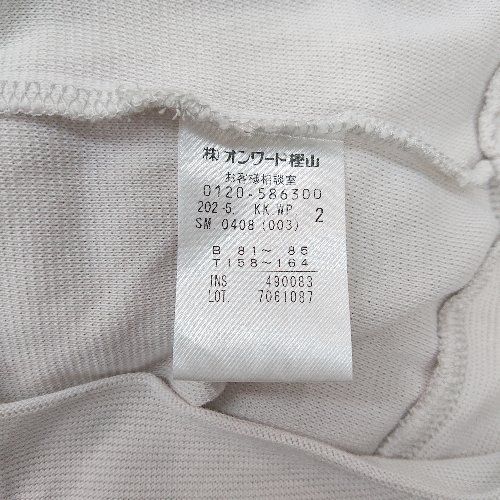 ㈱オンワード樫山
お客様相談室
0120-586300
202-5. KK.WP 2
SM 0408 (003)
B 81~ 86
T158~164
INS 490083
LOT. 7061087